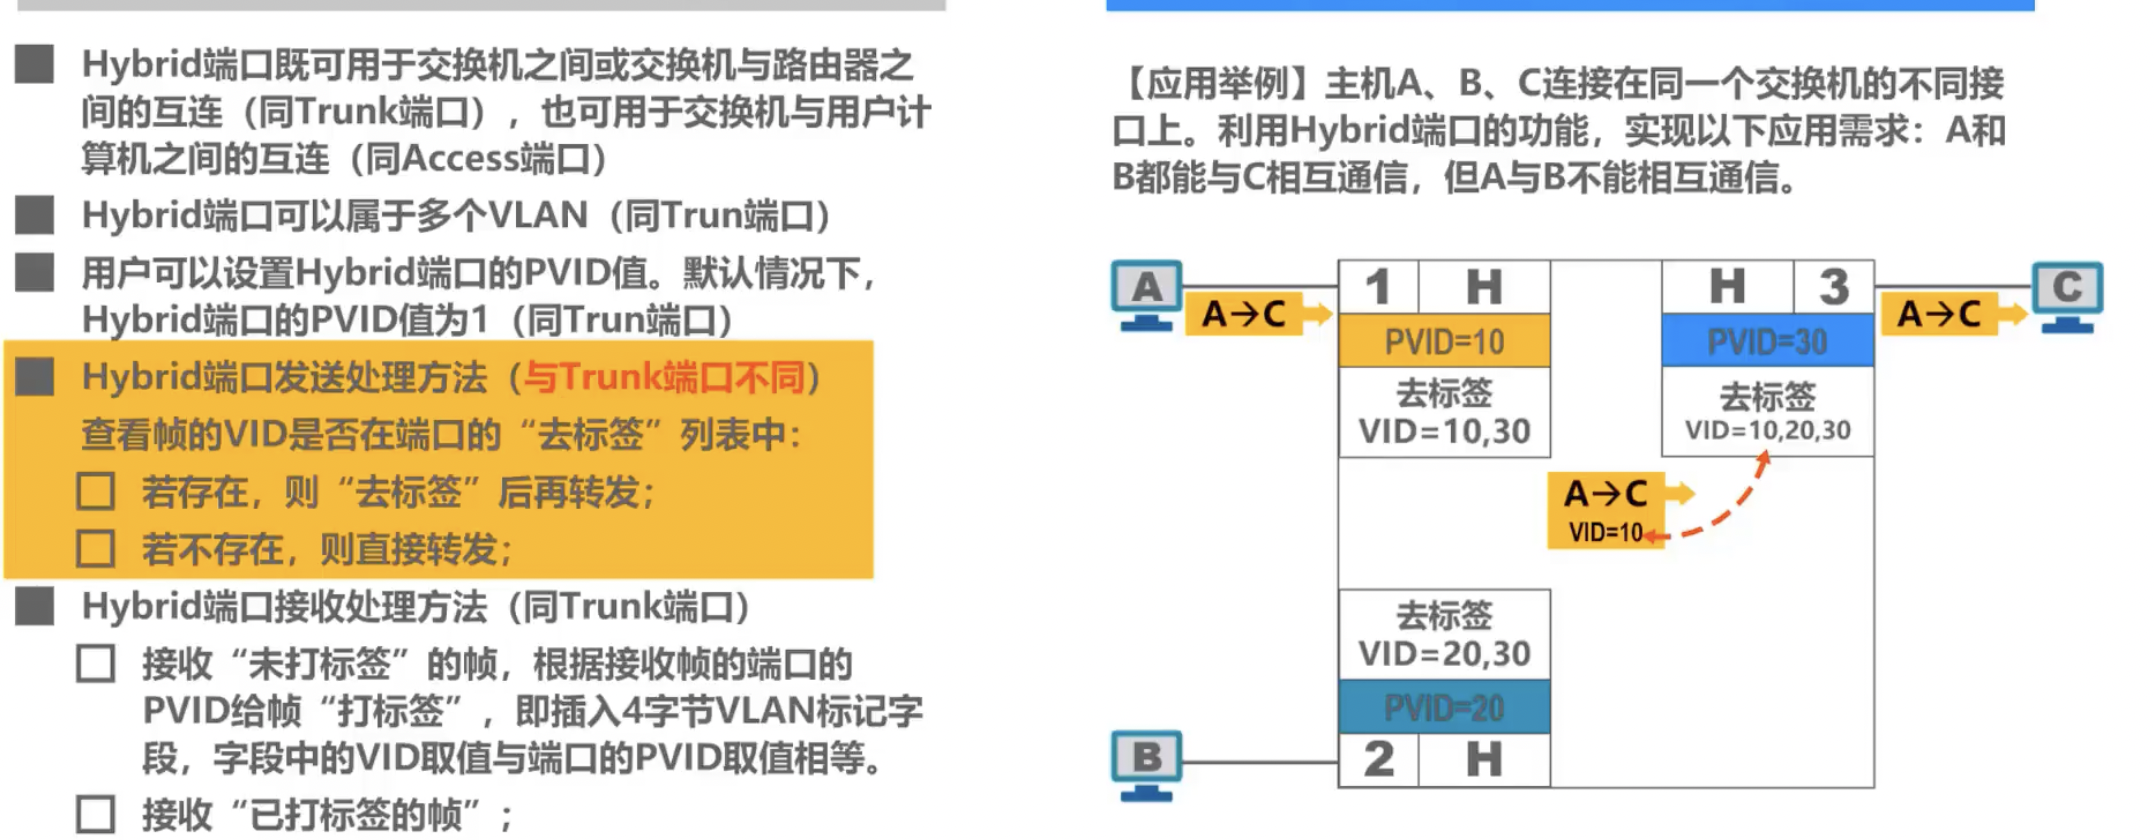 Hybrid端口既可用于交换机之间或交换机与路由器之
间的互连（同Trunk端口），也可用于交换机与用户计
算机之间的互连（同Access端口）
Hybrid端口可以属于多个VLAN（同Trun端口）
用户可以设置Hybrid端口的PVID值。默认情况下，
Hybrid端口的PVID值为1（同Trun端口）
Hybrid端口发送处理方法（与Trunk端口不同）
查看帧的VID是否在端口的“去标签”列表中：
若存在，则“去标签”后再转发；
若不存在，则直接转发；
Hybrid端口接收处理方法（同Trunk端口）
接收“未打标签”的帧，根据接收帧的端口的
PVID给帧“打标签”，即插入4字节VLAN标记字
段，字段中的VID取值与端口的PVID取值相等。
接收“已打标签的帧”；
【应用举例】主机A、B、C连接在同一个交换机的不同接
口上。利用Hybrid端口的功能，实现以下应用需求：A和
B都能与C相互通信，但A与B不能相互通信。
A
A→C
1 H
PVID=10
去标签
VID=10,30
H 3
PVID=30
去标签
VID=10,20,30
A→C
C
A→C
VID=10
去标签
VID=20,30
PVID=20
2 H
B